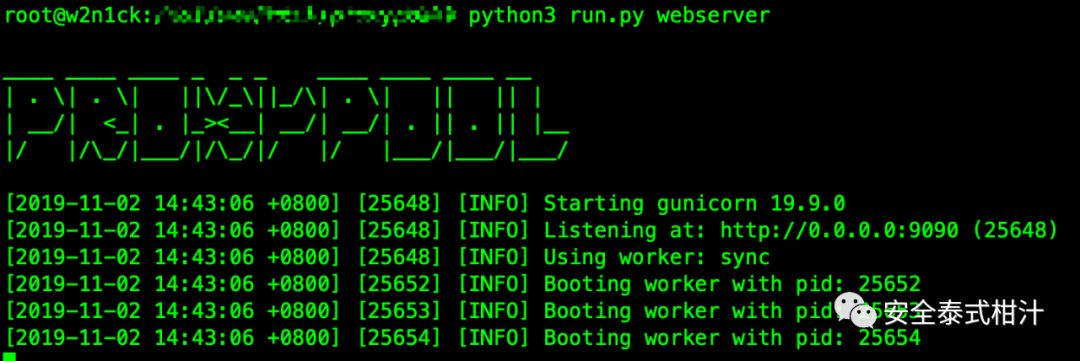 root@w2n1ck: python3 run.py webserver
PROXYPOOL
[2019-11-02 14:43:06 +0800] [25648] [INFO] Starting gunicorn 19.9.0
[2019-11-02 14:43:06 +0800] [25648] [INFO] Listening at: http://0.0.0.0:9090 (25648)
[2019-11-02 14:43:06 +0800] [25648] [INFO] Using worker: sync
[2019-11-02 14:43:06 +0800] [25652] [INFO] Booting worker with pid: 25652
[2019-11-02 14:43:06 +0800] [25653] [INFO] Booting worker with pid: 25653
[2019-11-02 14:43:06 +0800] [25654] [INFO] Booting worker with pid: 25654
安全泰式柑汁